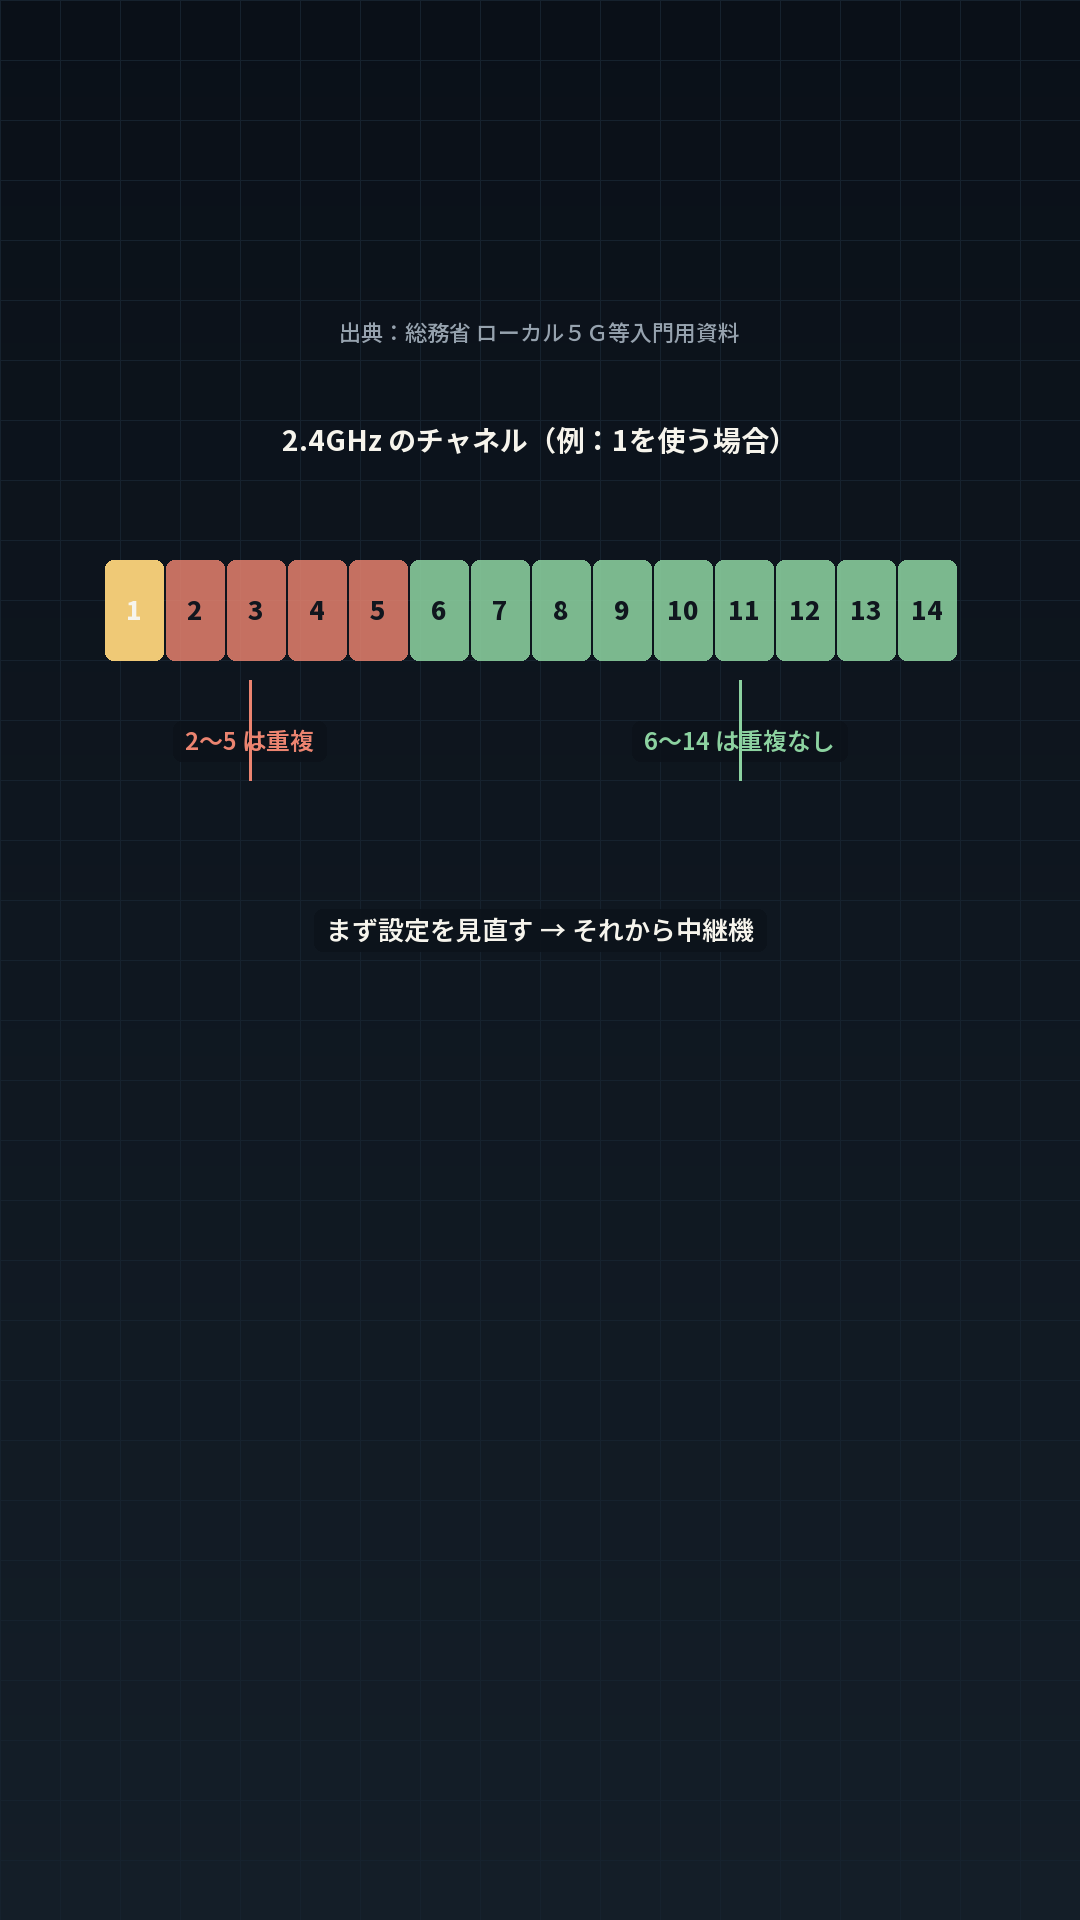 出典：総務省 ローカル５Ｇ等入門用資料
2.4GHz のチャネル（例：1を使う場合）
1 2 3 4 5 6 7 8 9 10 11 12 13 14
2〜5 は重複 6〜14 は重複なし
まず設定を見直す → それから中継機